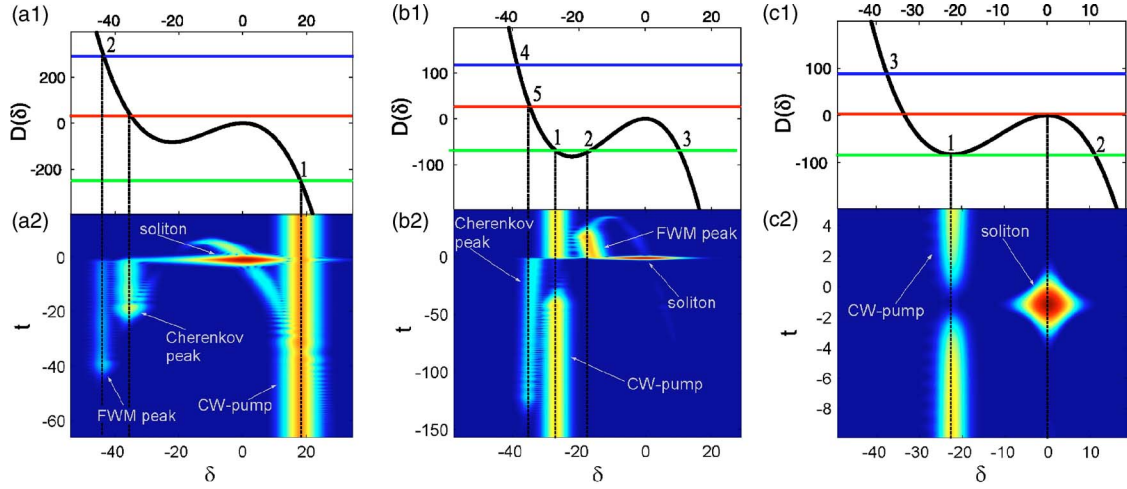 (a1)
-40 -20 0 20
D(δ)
200
0
-200
2
1
(a2)
t
0
-20
-40
-60
soliton
Cherenkov
peak
FWM peak
CW-pump
-40 -20 0 20
δ
(b1)
-40 -20 0 20
D(δ)
100
0
-100
4
5
1
2
3
(b2)
t
0
-50
-100
-150
Cherenkov
peak
FWM peak
soliton
CW-pump
-40 -20 0 20
δ
(c1)
-40 -30 -20 -10 0 10
D(δ)
100
0
-100
3
1
2
(c2)
t
4
2
0
-2
-4
-6
-8
soliton
CW-pump
-40 -30 -20 -10 0 10
δ